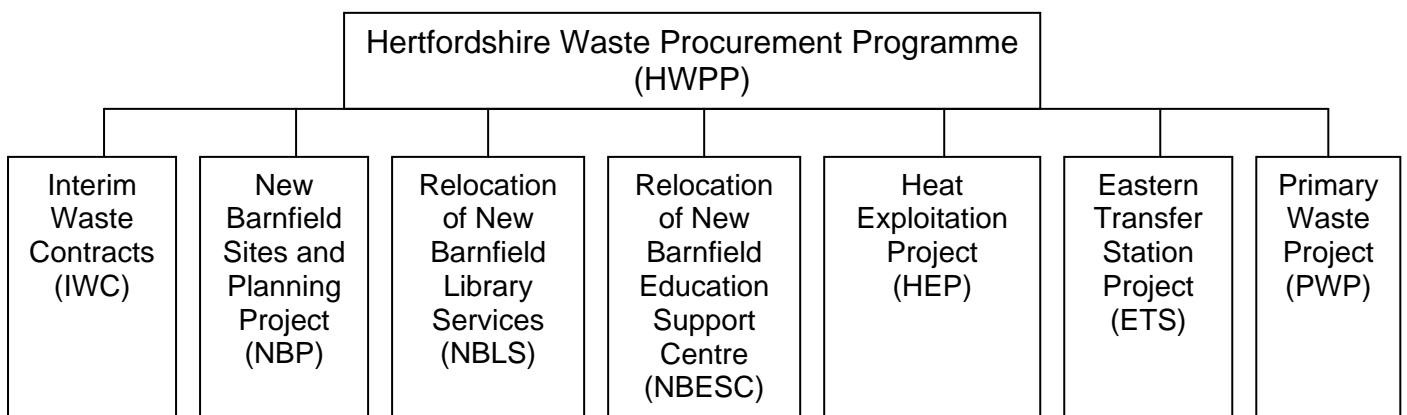 Hertfordshire Waste Procurement Programme
(HWPP)
Interim
Waste
Contracts
(IWC)
New
Barnfield
Sites and
Planning
Project
(NBP)
Relocation
of New
Barnfield
Library
Services
(NBLS)
Relocation
of New
Barnfield
Education
Support
Centre
(NBESC)
Heat
Exploitation
Project
(HEP)
Eastern
Transfer
Station
Project
(ETS)
Primary
Waste
Project
(PWP)